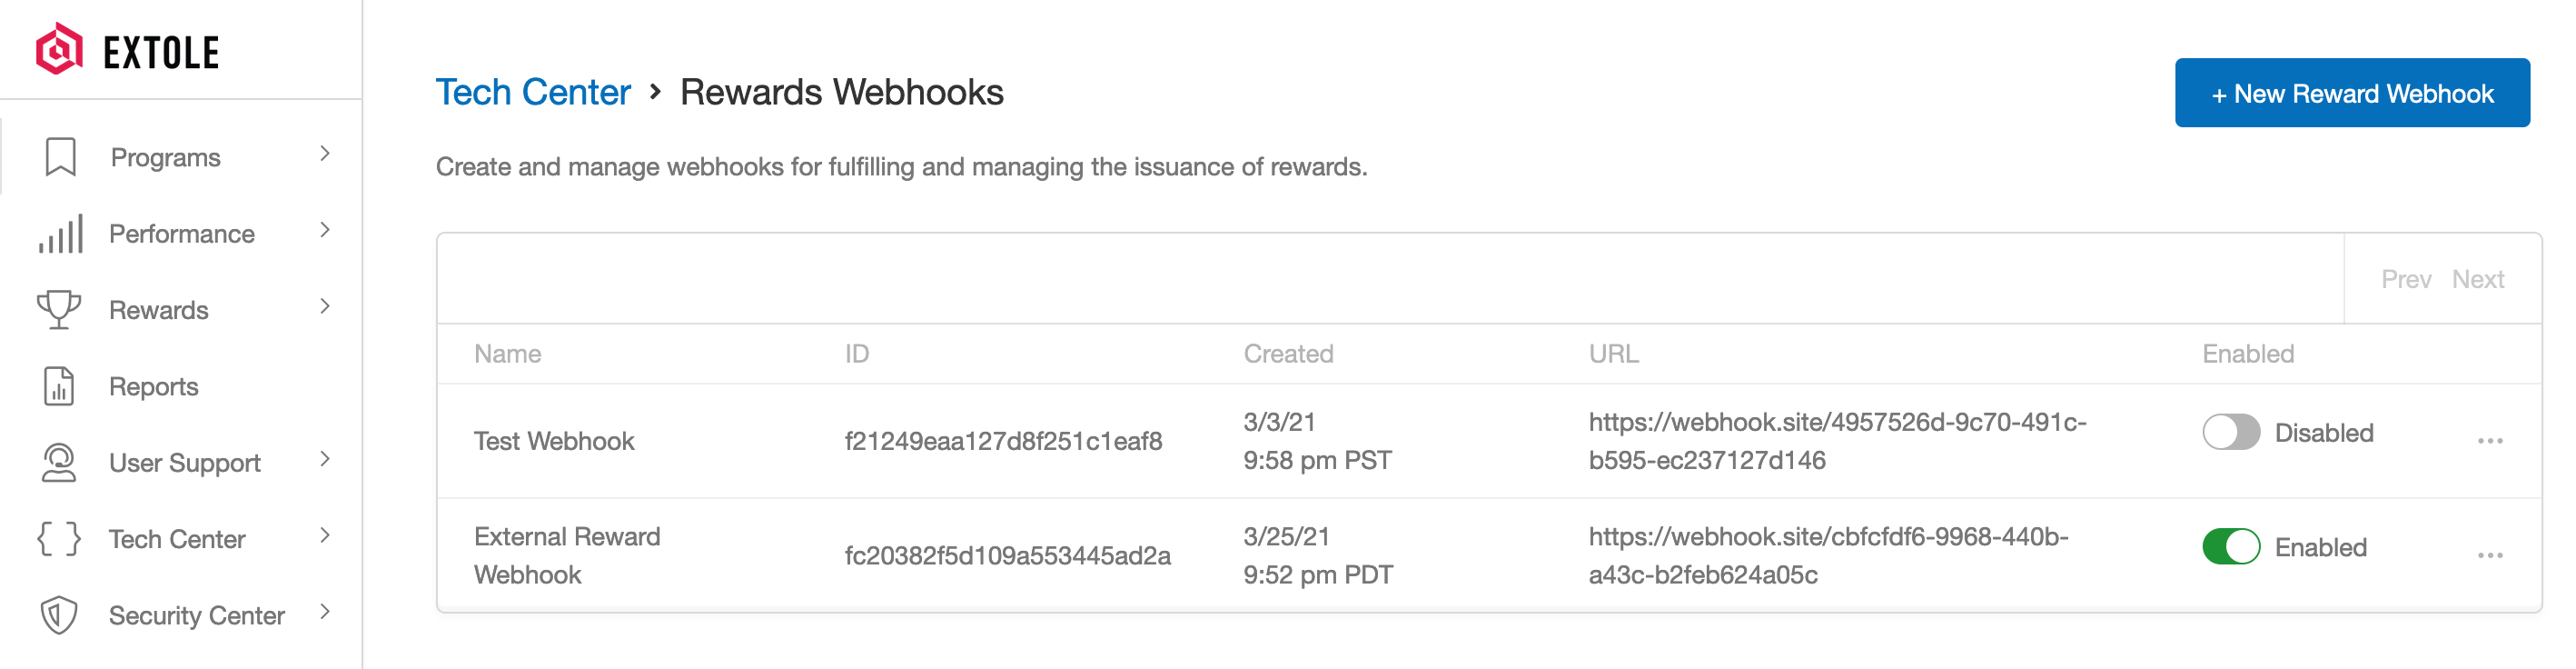 EXTOLE
Programs
Performance
Rewards
Reports
User Support
Tech Center
Security Center
Tech Center › Rewards Webhooks
+ New Reward Webhook
Create and manage webhooks for fulfilling and managing the issuance of rewards.
Prev Next
Name ID Created URL Enabled
Test Webhook f21249eaa127d8f251c1eaf8 3/3/21 https://webhook.site/4957526d-9c70-491c- Disabled ...
9:58 pm PST b595-ec237127d146
External Reward fc20382f5d109a553445ad2a 3/25/21 https://webhook.site/cbfcfdf6-9968-440b- Enabled ...
Webhook 9:52 pm PDT a43c-b2feb624a05c